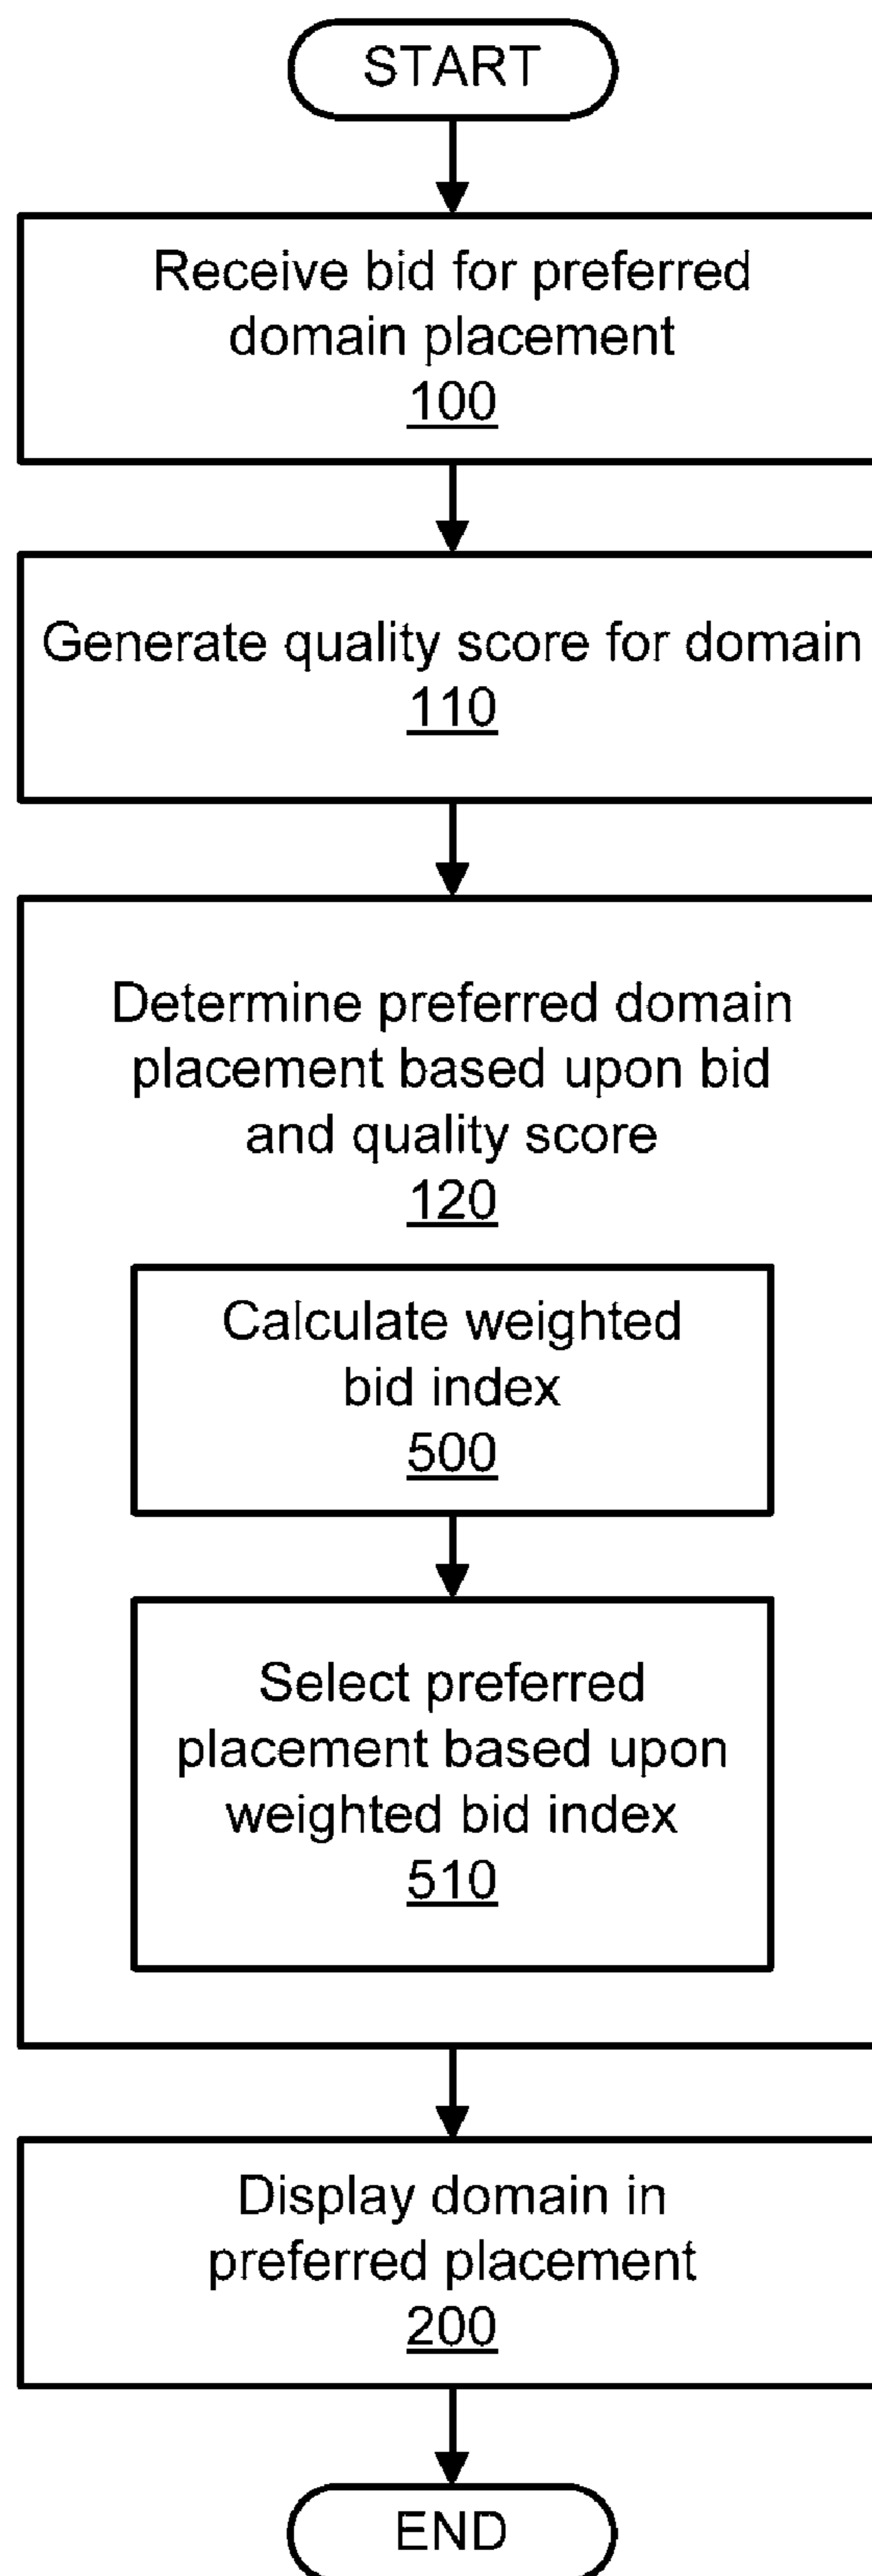 START
Receive bid for preferred
domain placement
100
Generate quality score for domain
110
Determine preferred domain
placement based upon bid
and quality score
120
Calculate weighted
bid index
500
Select preferred
placement based upon
weighted bid index
510
Display domain in
preferred placement
200
END